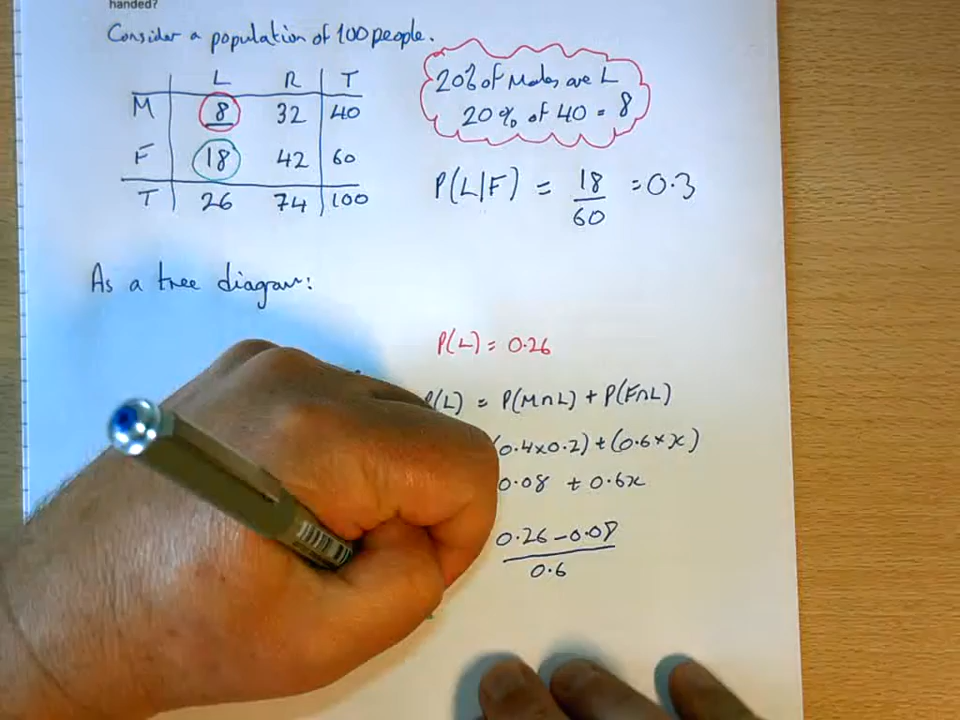 handed?
Consider a population of 100 people.
L R T
M 8 32 40
F 18 42 60
T 26 74 100
20% of Males are L
20% of 40 = 8
P(L|F) = 18/60 = 0.3
As a tree diagram:
P(L) = 0.26
P(L) = P(M∩L) + P(F∩L)
(0.4×0.2) + (0.6×x)
0.08 + 0.6x
0.26 - 0.08
0.6